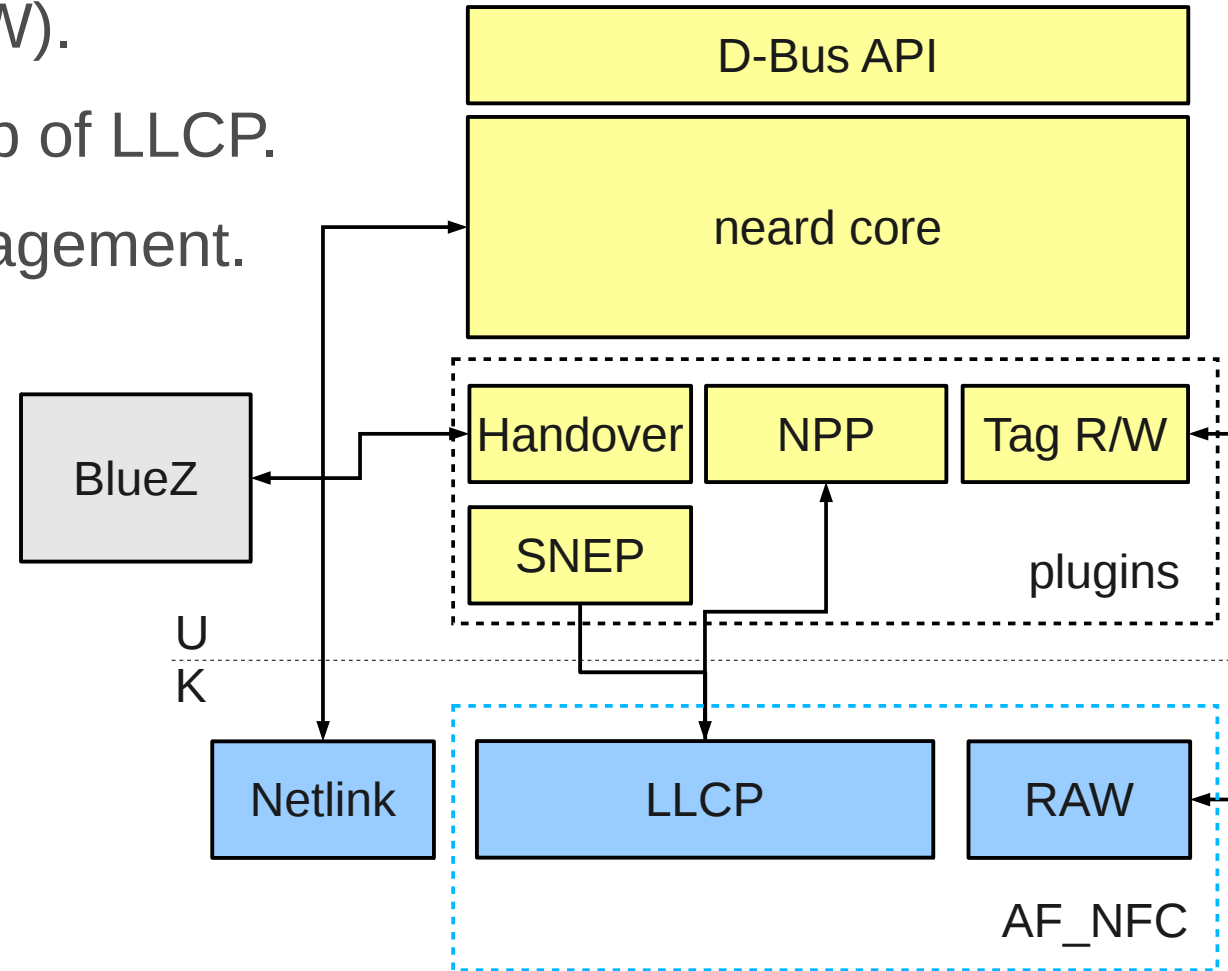 W).
D-Bus API
p of LLCP.
agement.
neard core
Handover
NPP
Tag R/W
BlueZ
SNEP
plugins
U
K
Netlink
LLCP
RAW
AF_NFC